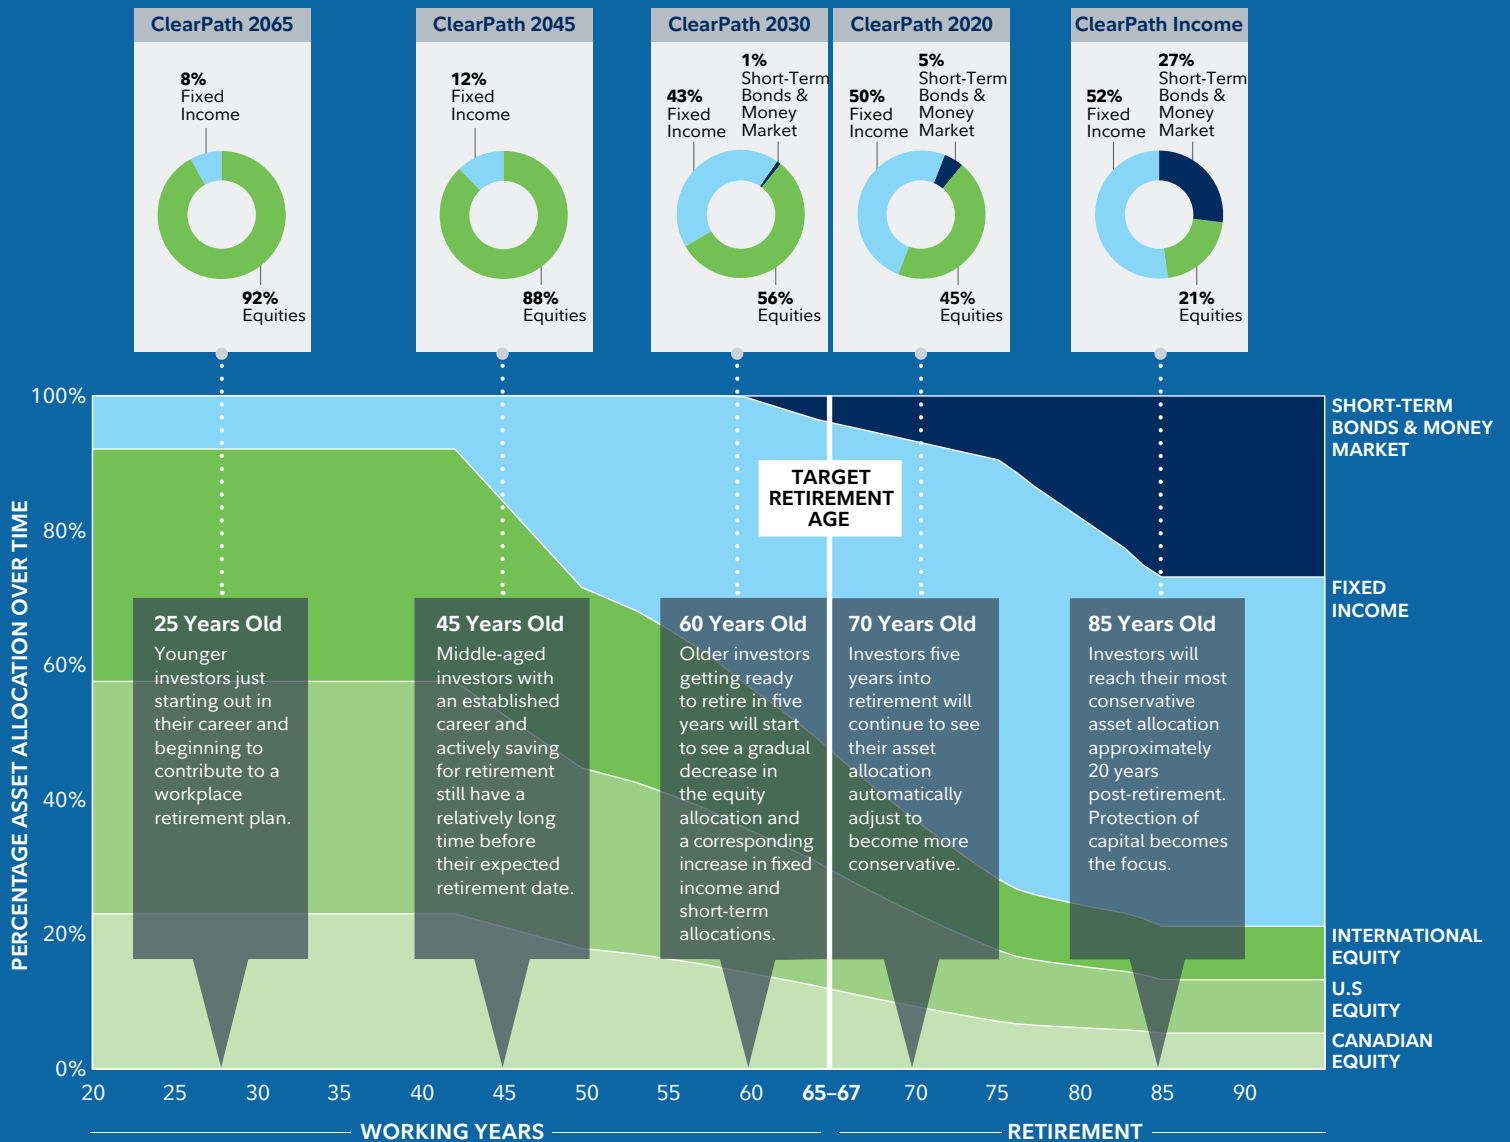 ClearPath 2065
8%
Fixed
Income
92%
Equities
ClearPath 2045
12%
Fixed
Income
88%
Equities
ClearPath 2030
43%
Fixed
Income
1%
Short-Term
Bonds &
Money
Market
56%
Equities
ClearPath 2020
50%
Fixed
Income
5%
Short-Term
Bonds &
Money
Market
45%
Equities
ClearPath Income
52%
Fixed
Income
27%
Short-Term
Bonds &
Money
Market
21%
Equities
PERCENTAGE ASSET ALLOCATION OVER TIME
100%
80%
60%
40%
20%
0%
TARGET
RETIREMENT
AGE
25 Years Old
Younger
investors just
starting out in
their career and
beginning to
contribute to a
workplace
retirement plan.
45 Years Old
Middle-aged
investors with
an established
career and
actively saving
for retirement
still have a
relatively long
time before
their expected
retirement date.
60 Years Old
Older investors
getting ready
to retire in five
years will start
to see a gradual
decrease in
the equity
allocation and
a corresponding
increase in fixed
income and
short-term
allocations.
70 Years Old
Investors five
years into
retirement will
continue to see
their asset
allocation
automatically
adjust to
become more
conservative.
85 Years Old
Investors will
reach their most
conservative
asset allocation
approximately
20 years
post-retirement.
Protection of
capital becomes
the focus.
SHORT-TERM
BONDS & MONEY
MARKET
FIXED
INCOME
INTERNATIONAL
EQUITY
U.S
EQUITY
CANADIAN
EQUITY
20 25 30 35 40 45 50 55 60 65–67 70 75 80 85 90
WORKING YEARS RETIREMENT